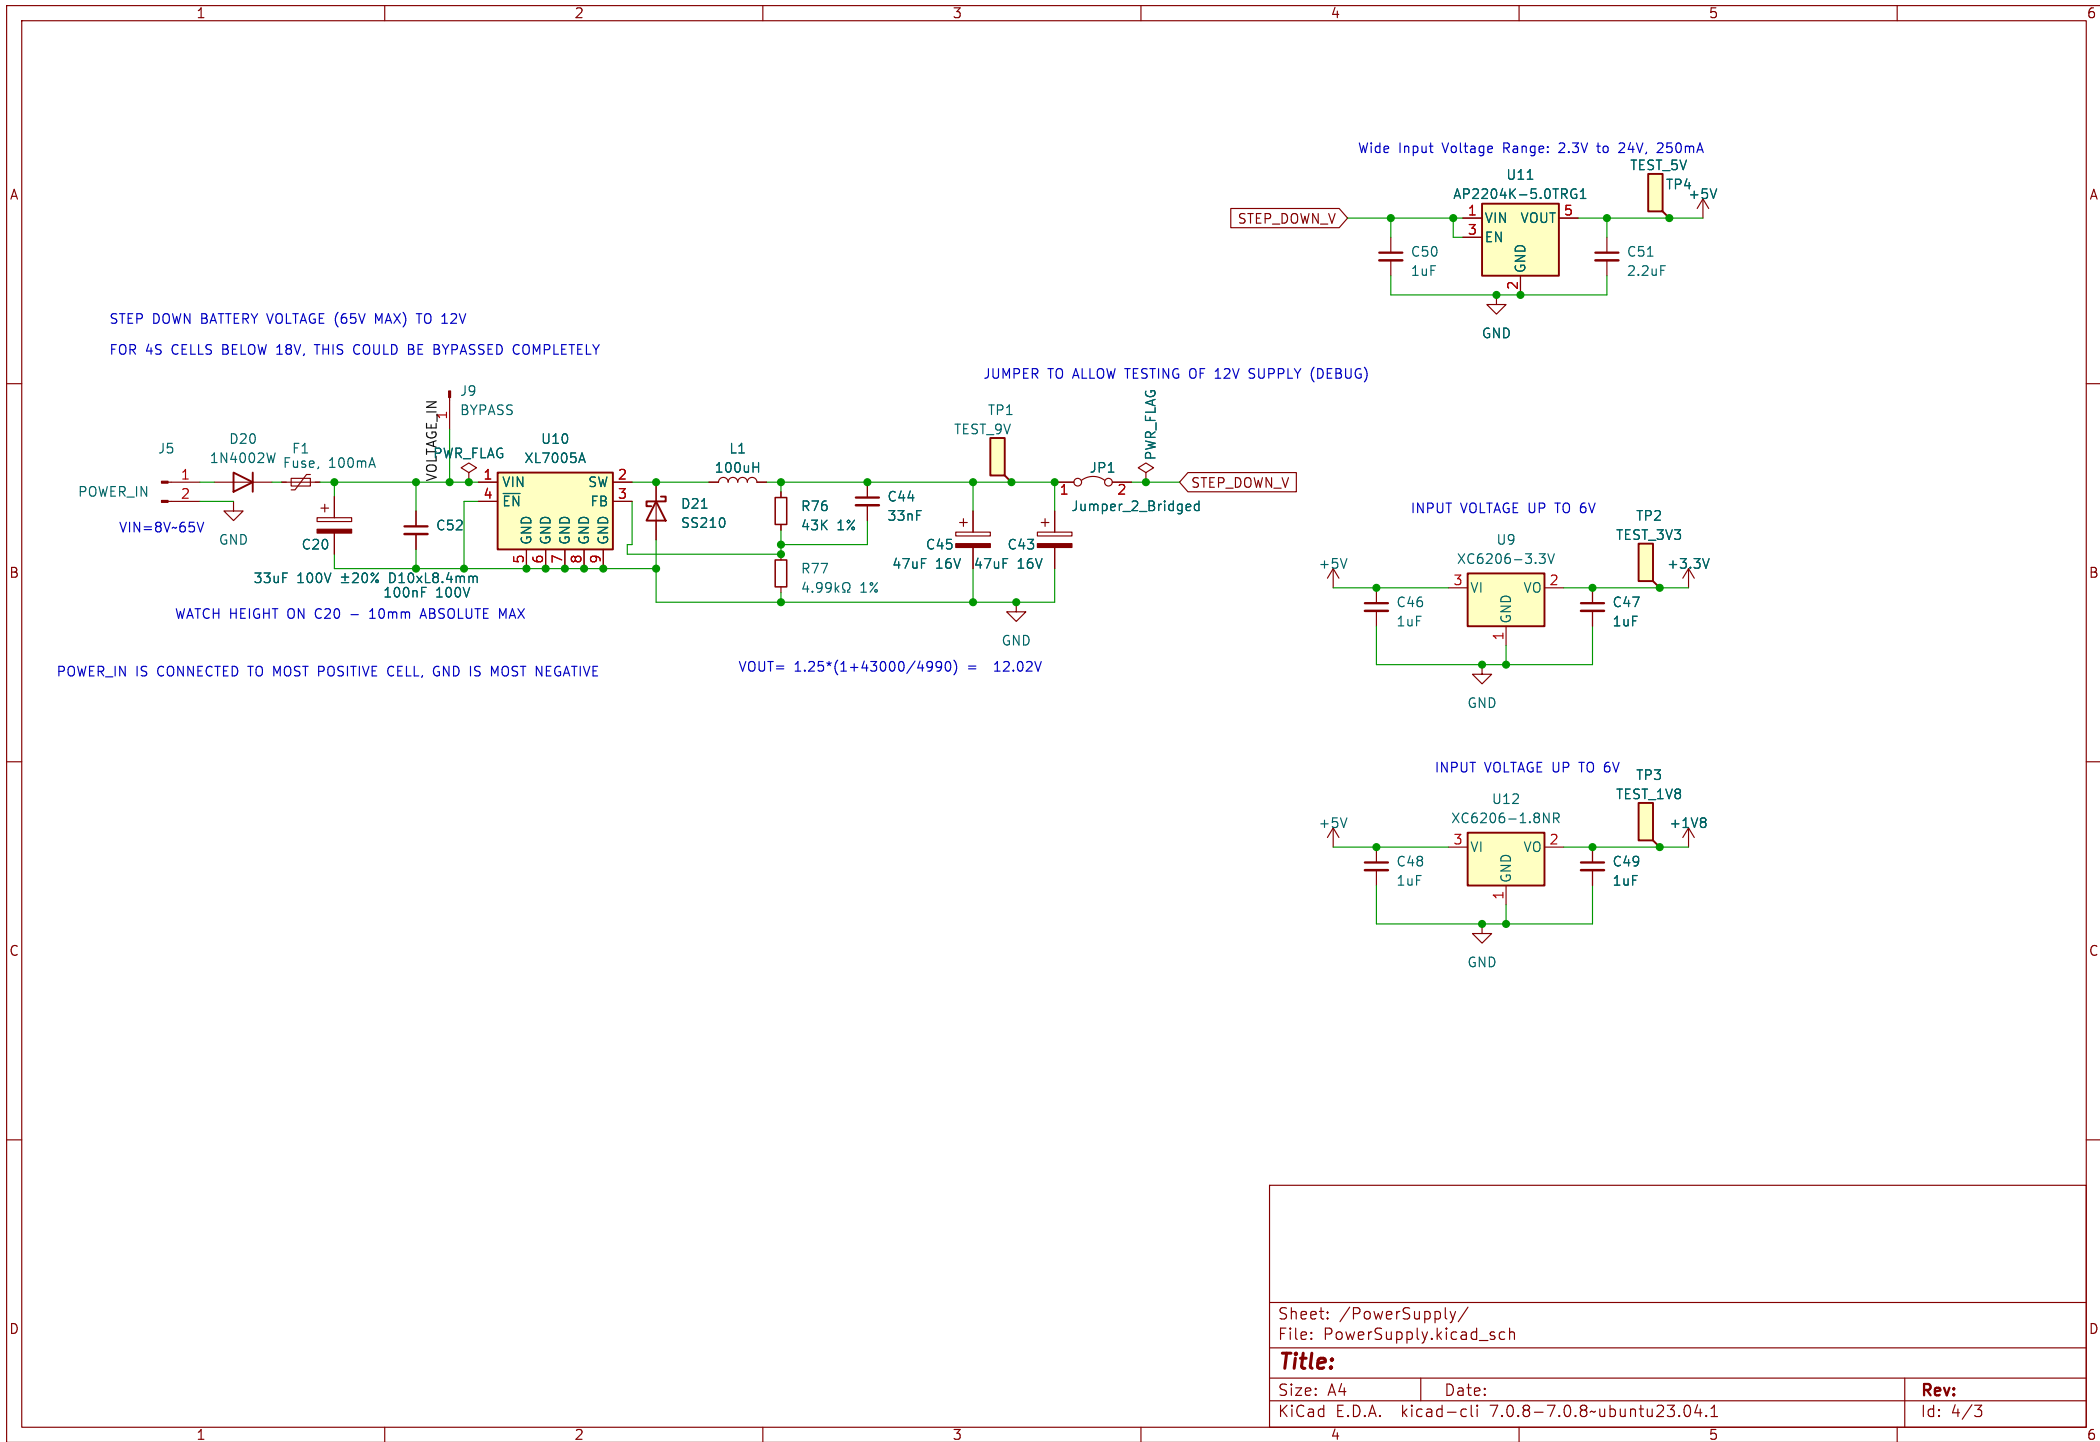 1 2 3 4 5 6
A
A
Wide Input Voltage Range: 2.3V to 24V, 250mA
TEST_5V
TP4
+5V
U11
AP2204K-5.0TRG1
STEP_DOWN_V
1 VIN VOUT 5
3 EN
GND
2
C50
1uF
C51
2.2uF
GND
STEP DOWN BATTERY VOLTAGE (65V MAX) TO 12V
FOR 4S CELLS BELOW 18V, THIS COULD BE BYPASSED COMPLETELY
JUMPER TO ALLOW TESTING OF 12V SUPPLY (DEBUG)
J9
BYPASS
1
VOLTAGE_IN
PWR_FLAG
J5
1
2
POWER_IN
VIN=8V~65V
D20
1N4002W
F1
Fuse, 100mA
GND
+
C20
33uF 100V ±20% D10xL8.4mm
C52
100nF 100V
WATCH HEIGHT ON C20 - 10mm ABSOLUTE MAX
U10
XL7005A
1 VIN SW 2
4 EN FB 3
GND GND GND GND GND
5 6 7 8 9
D21
SS210
L1
100uH
R76
43K 1%
C44
33nF
R77
4.99kΩ 1%
TP1
TEST_9V
+
C45
47uF 16V
+
C43
47uF 16V
JP1
1 2
Jumper_2_Bridged
PWR_FLAG
STEP_DOWN_V
GND
POWER_IN IS CONNECTED TO MOST POSITIVE CELL, GND IS MOST NEGATIVE
VOUT= 1.25*(1+43000/4990) = 12.02V
B
B
INPUT VOLTAGE UP TO 6V
TP2
TEST_3V3
U9
XC6206-3.3V
+5V
+3.3V
3 VI VO 2
GND
1
C46
1uF
C47
1uF
GND
INPUT VOLTAGE UP TO 6V
TP3
TEST_1V8
U12
XC6206-1.8NR
+5V
+1V8
3 VI VO 2
GND
1
C48
1uF
C49
1uF
GND
C
C
D
D
Sheet: /PowerSupply/
File: PowerSupply.kicad_sch
Title:
Size: A4 Date: Rev:
KiCad E.D.A. kicad-cli 7.0.8-7.0.8~ubuntu23.04.1 Id: 4/3
1 2 3 4 5 6